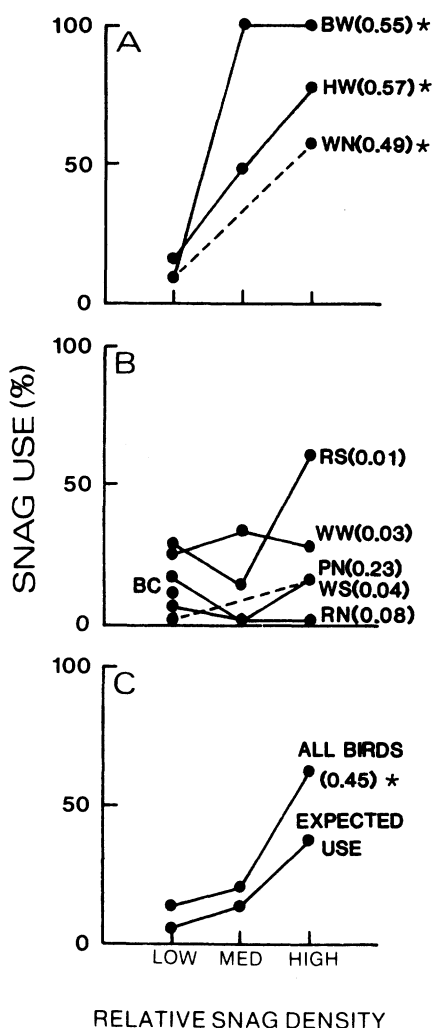 A
100
50
0
BW(0.55)*
HW(0.57)*
WN(0.49)*
B
100
50
0
RS(0.01)
WW(0.03)
PN(0.23)
WS(0.04)
RN(0.08)
BC
SNAG USE (%)
C
100
50
0
ALL BIRDS
(0.45) *
EXPECTED
USE
LOW MED HIGH
RELATIVE SNAG DENSITY